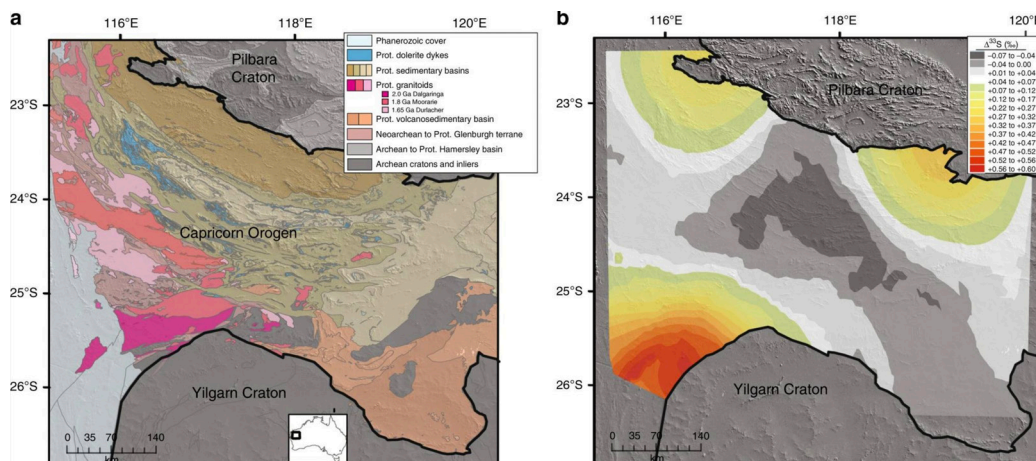 a
116°E
118°E
120°E
23°S
24°S
25°S
26°S
Pilbara
Craton
Capricorn Orogen
Yilgarn Craton
0 35 70 140
km
Phanerozoic cover
Prot. dolerite dykes
Prot. sedimentary basins
Prot. granitoids
2.0 Ga Dalgaringa
1.8 Ga Moorarie
1.65 Ga Durlacher
Prot. volcanosedimentary basin
Neoarchean to Prot. Glenburgh terrane
Archean to Prot. Hamersley basin
Archean cratons and inliers
b
116°E
118°E
120°E
23°S
24°S
25°S
26°S
Pilbara Craton
Yilgarn Craton
0 35 70 140
km
Δ³³S (‰)
−0.07 to −0.04
−0.04 to 0.00
+0.01 to +0.04
+0.04 to +0.07
+0.07 to +0.12
+0.12 to +0.17
+0.22 to +0.27
+0.27 to +0.32
+0.32 to +0.37
+0.37 to +0.42
+0.42 to +0.47
+0.47 to +0.52
+0.52 to +0.56
+0.56 to +0.60